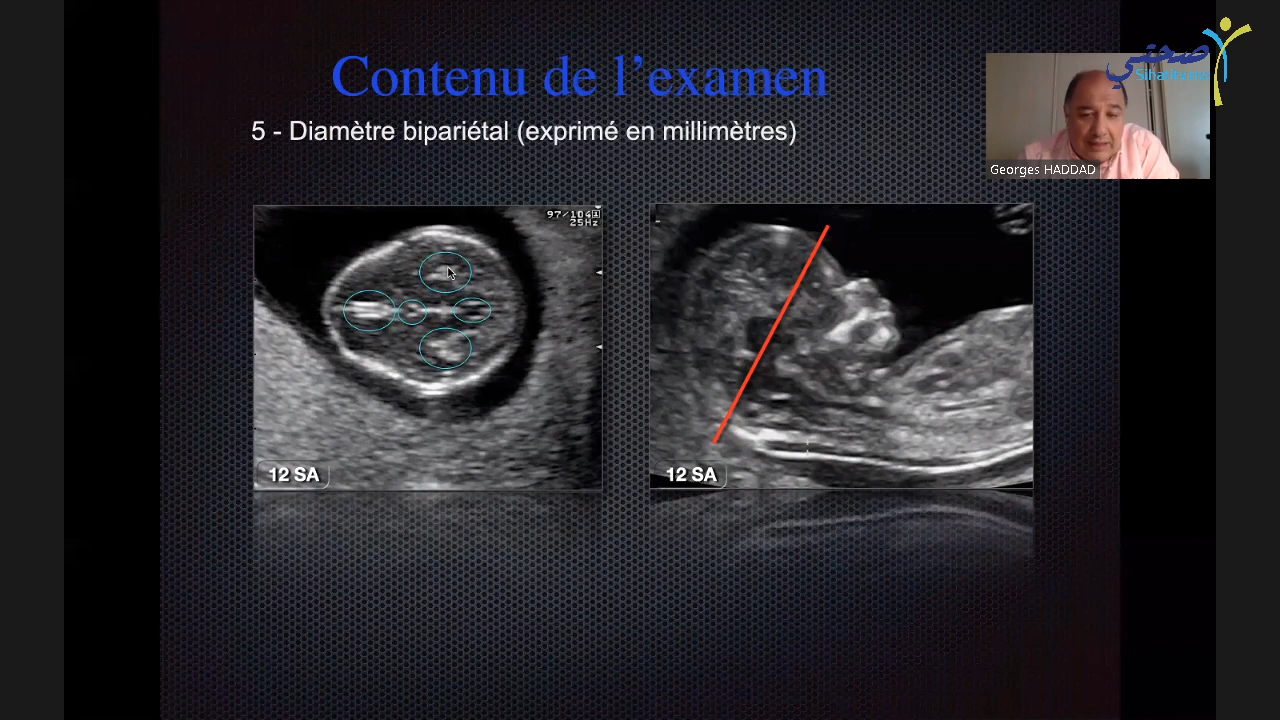 Contenu de l’examen
5 - Diamètre bipariétal (exprimé en millimètres)
صحتي
Georges HADDAD
97/104
25Hz
12 SA
12 SA